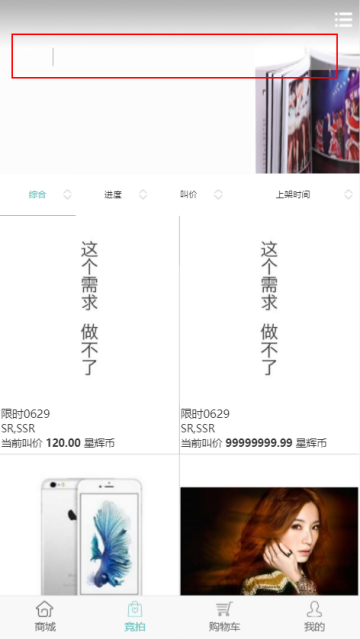 综合 进度 叫价 上架时间
这个需求 做不了
这个需求 做不了
限时0629
SR,SSR
当前叫价 120.00 星辉币
限时0629
SR,SSR
当前叫价 99999999.99 星辉币
商城 竞拍 购物车 我的